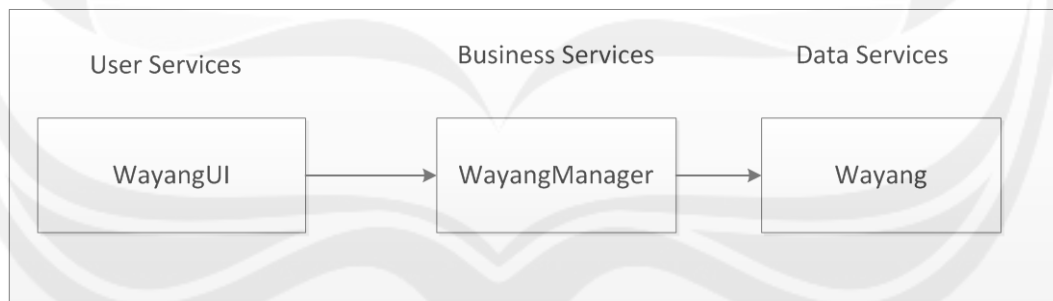 User Services
Business Services
Data Services
WayangUI
WayangManager
Wayang